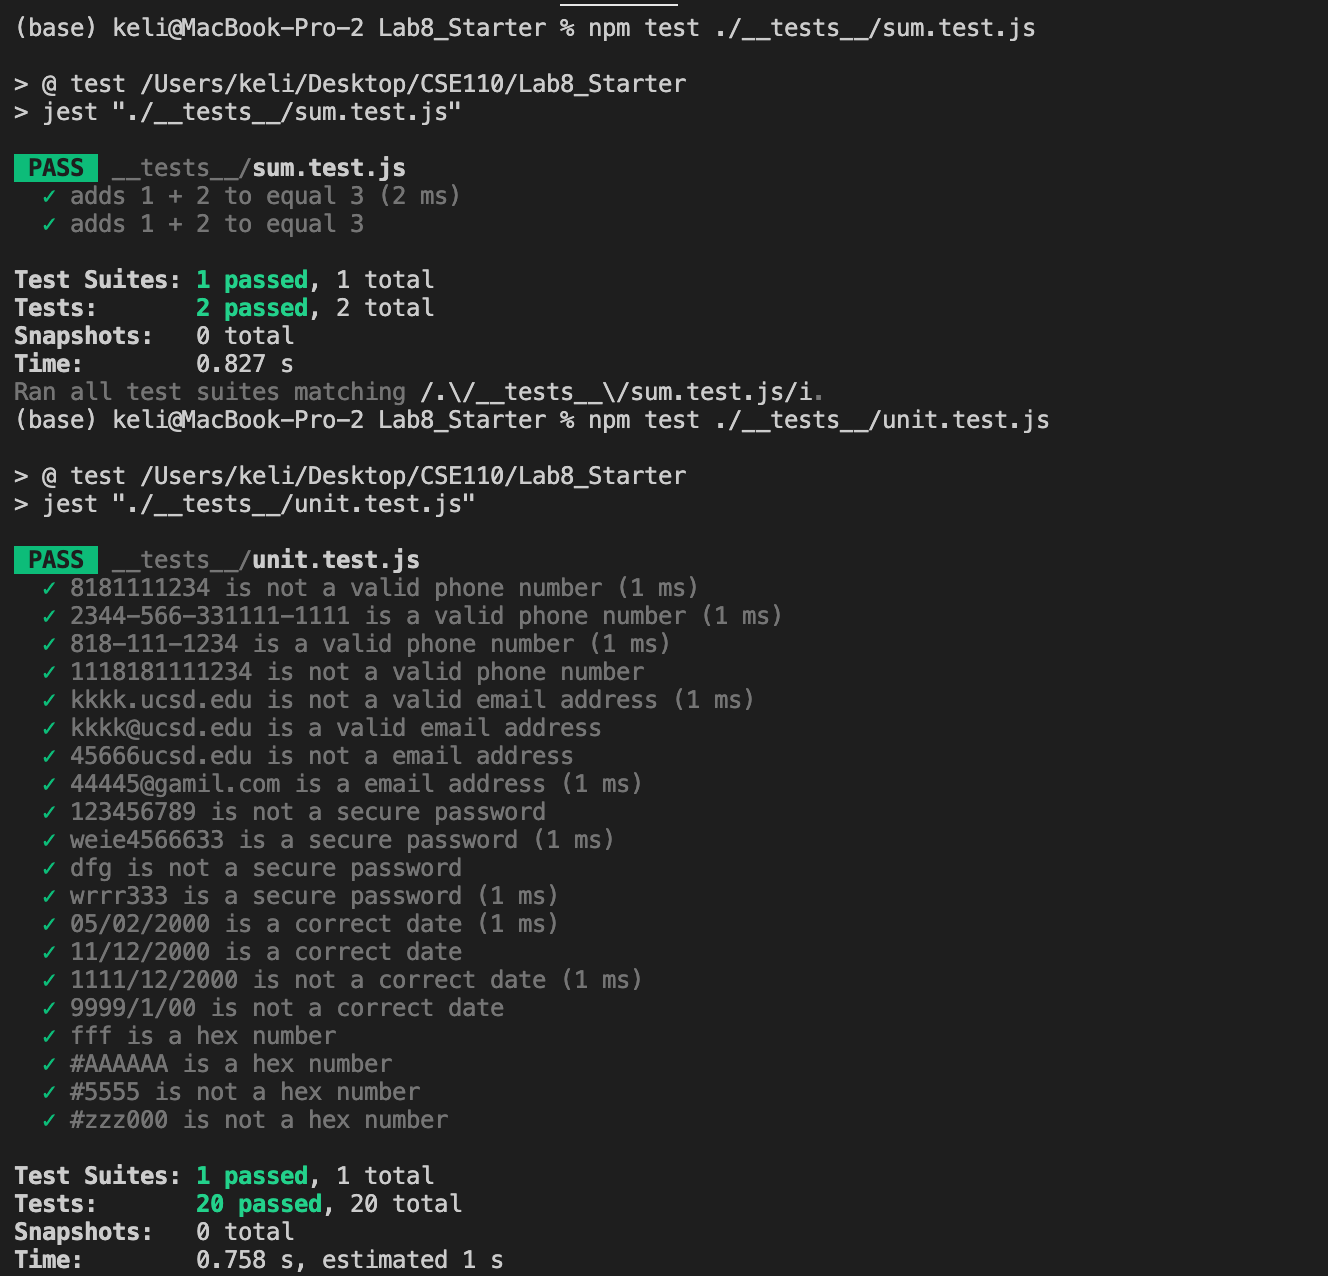 (base) keli@MacBook-Pro-2 Lab8_Starter % npm test ./__tests__/sum.test.js
> @ test /Users/keli/Desktop/CSE110/Lab8_Starter
> jest "./__tests__/sum.test.js"
PASS __tests__/sum.test.js
✓ adds 1 + 2 to equal 3 (2 ms)
✓ adds 1 + 2 to equal 3
Test Suites: 1 passed, 1 total
Tests: 2 passed, 2 total
Snapshots: 0 total
Time: 0.827 s
Ran all test suites matching /.\/__tests__\/sum.test.js/i.
(base) keli@MacBook-Pro-2 Lab8_Starter % npm test ./__tests__/unit.test.js
> @ test /Users/keli/Desktop/CSE110/Lab8_Starter
> jest "./__tests__/unit.test.js"
PASS __tests__/unit.test.js
✓ 8181111234 is not a valid phone number (1 ms)
✓ 2344-566-331111-1111 is a valid phone number (1 ms)
✓ 818-111-1234 is a valid phone number (1 ms)
✓ 1118181111234 is not a valid phone number
✓ kkkk.ucsd.edu is not a valid email address (1 ms)
✓ kkkk@ucsd.edu is a valid email address
✓ 45666ucsd.edu is not a email address
✓ 44445@gamil.com is a email address (1 ms)
✓ 123456789 is not a secure password
✓ weie4566633 is a secure password (1 ms)
✓ dfg is not a secure password
✓ wrrr333 is a secure password (1 ms)
✓ 05/02/2000 is a correct date (1 ms)
✓ 11/12/2000 is a correct date
✓ 1111/12/2000 is not a correct date (1 ms)
✓ 9999/1/00 is not a correct date
✓ fff is a hex number
✓ #AAAAAA is a hex number
✓ #5555 is not a hex number
✓ #zzz000 is not a hex number
Test Suites: 1 passed, 1 total
Tests: 20 passed, 20 total
Snapshots: 0 total
Time: 0.758 s, estimated 1 s